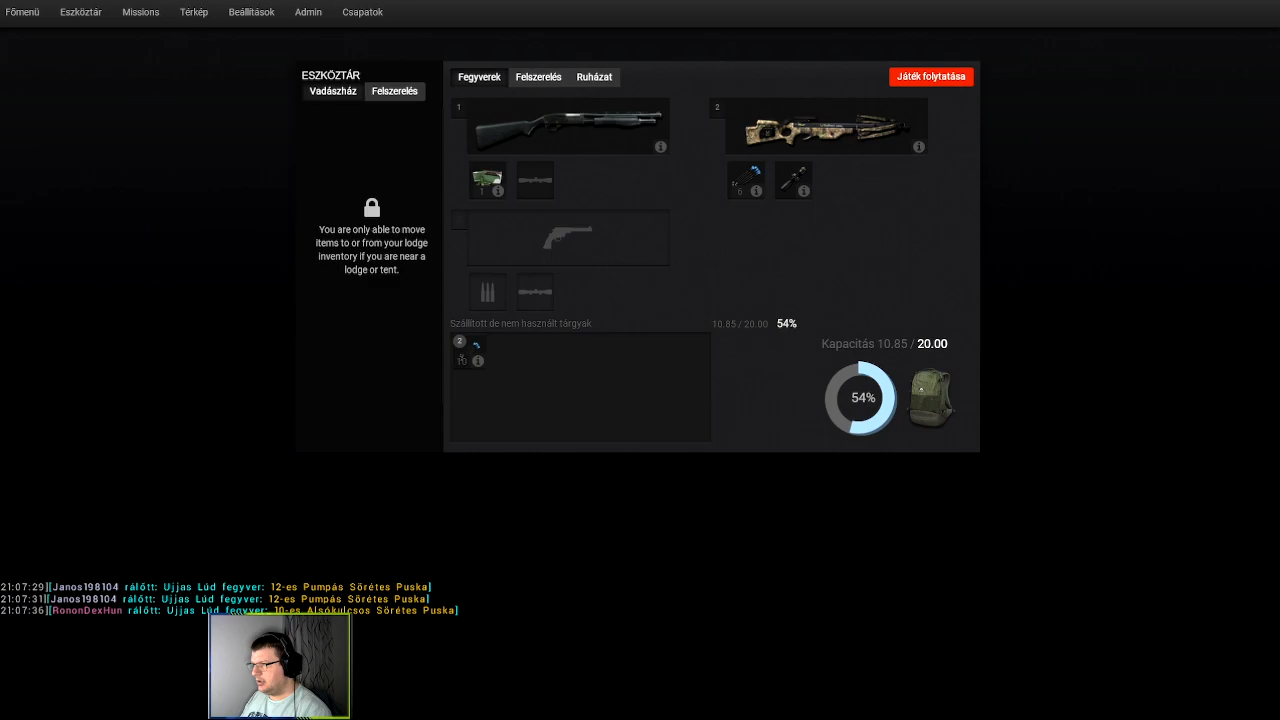 Főmenü Eszköztár Missions Térkép Beállítások Admin Csapatok
ESZKÖZTÁR
Vadászház Felszerelés
Fegyverek Felszerelés Ruházat
Játék folytatása
1
2
1
6
You are only able to move
items to or from your lodge
inventory if you are near a
lodge or tent.
Szállított de nem használt tárgyak
10.85 / 20.00 54%
2
10
Kapacitás 10.85 / 20.00
54%
21:07:29][Janos198104 rálőtt: Ujjas Lúd fegyver: 12-es Pumpás Sörétes Puska]
21:07:31][Janos198104 rálőtt: Ujjas Lúd fegyver: 12-es Pumpás Sörétes Puska]
21:07:36][RononDexHun rálőtt: Ujjas Lúd fegyver: 10-es Alsókulcsos Sörétes Puska]